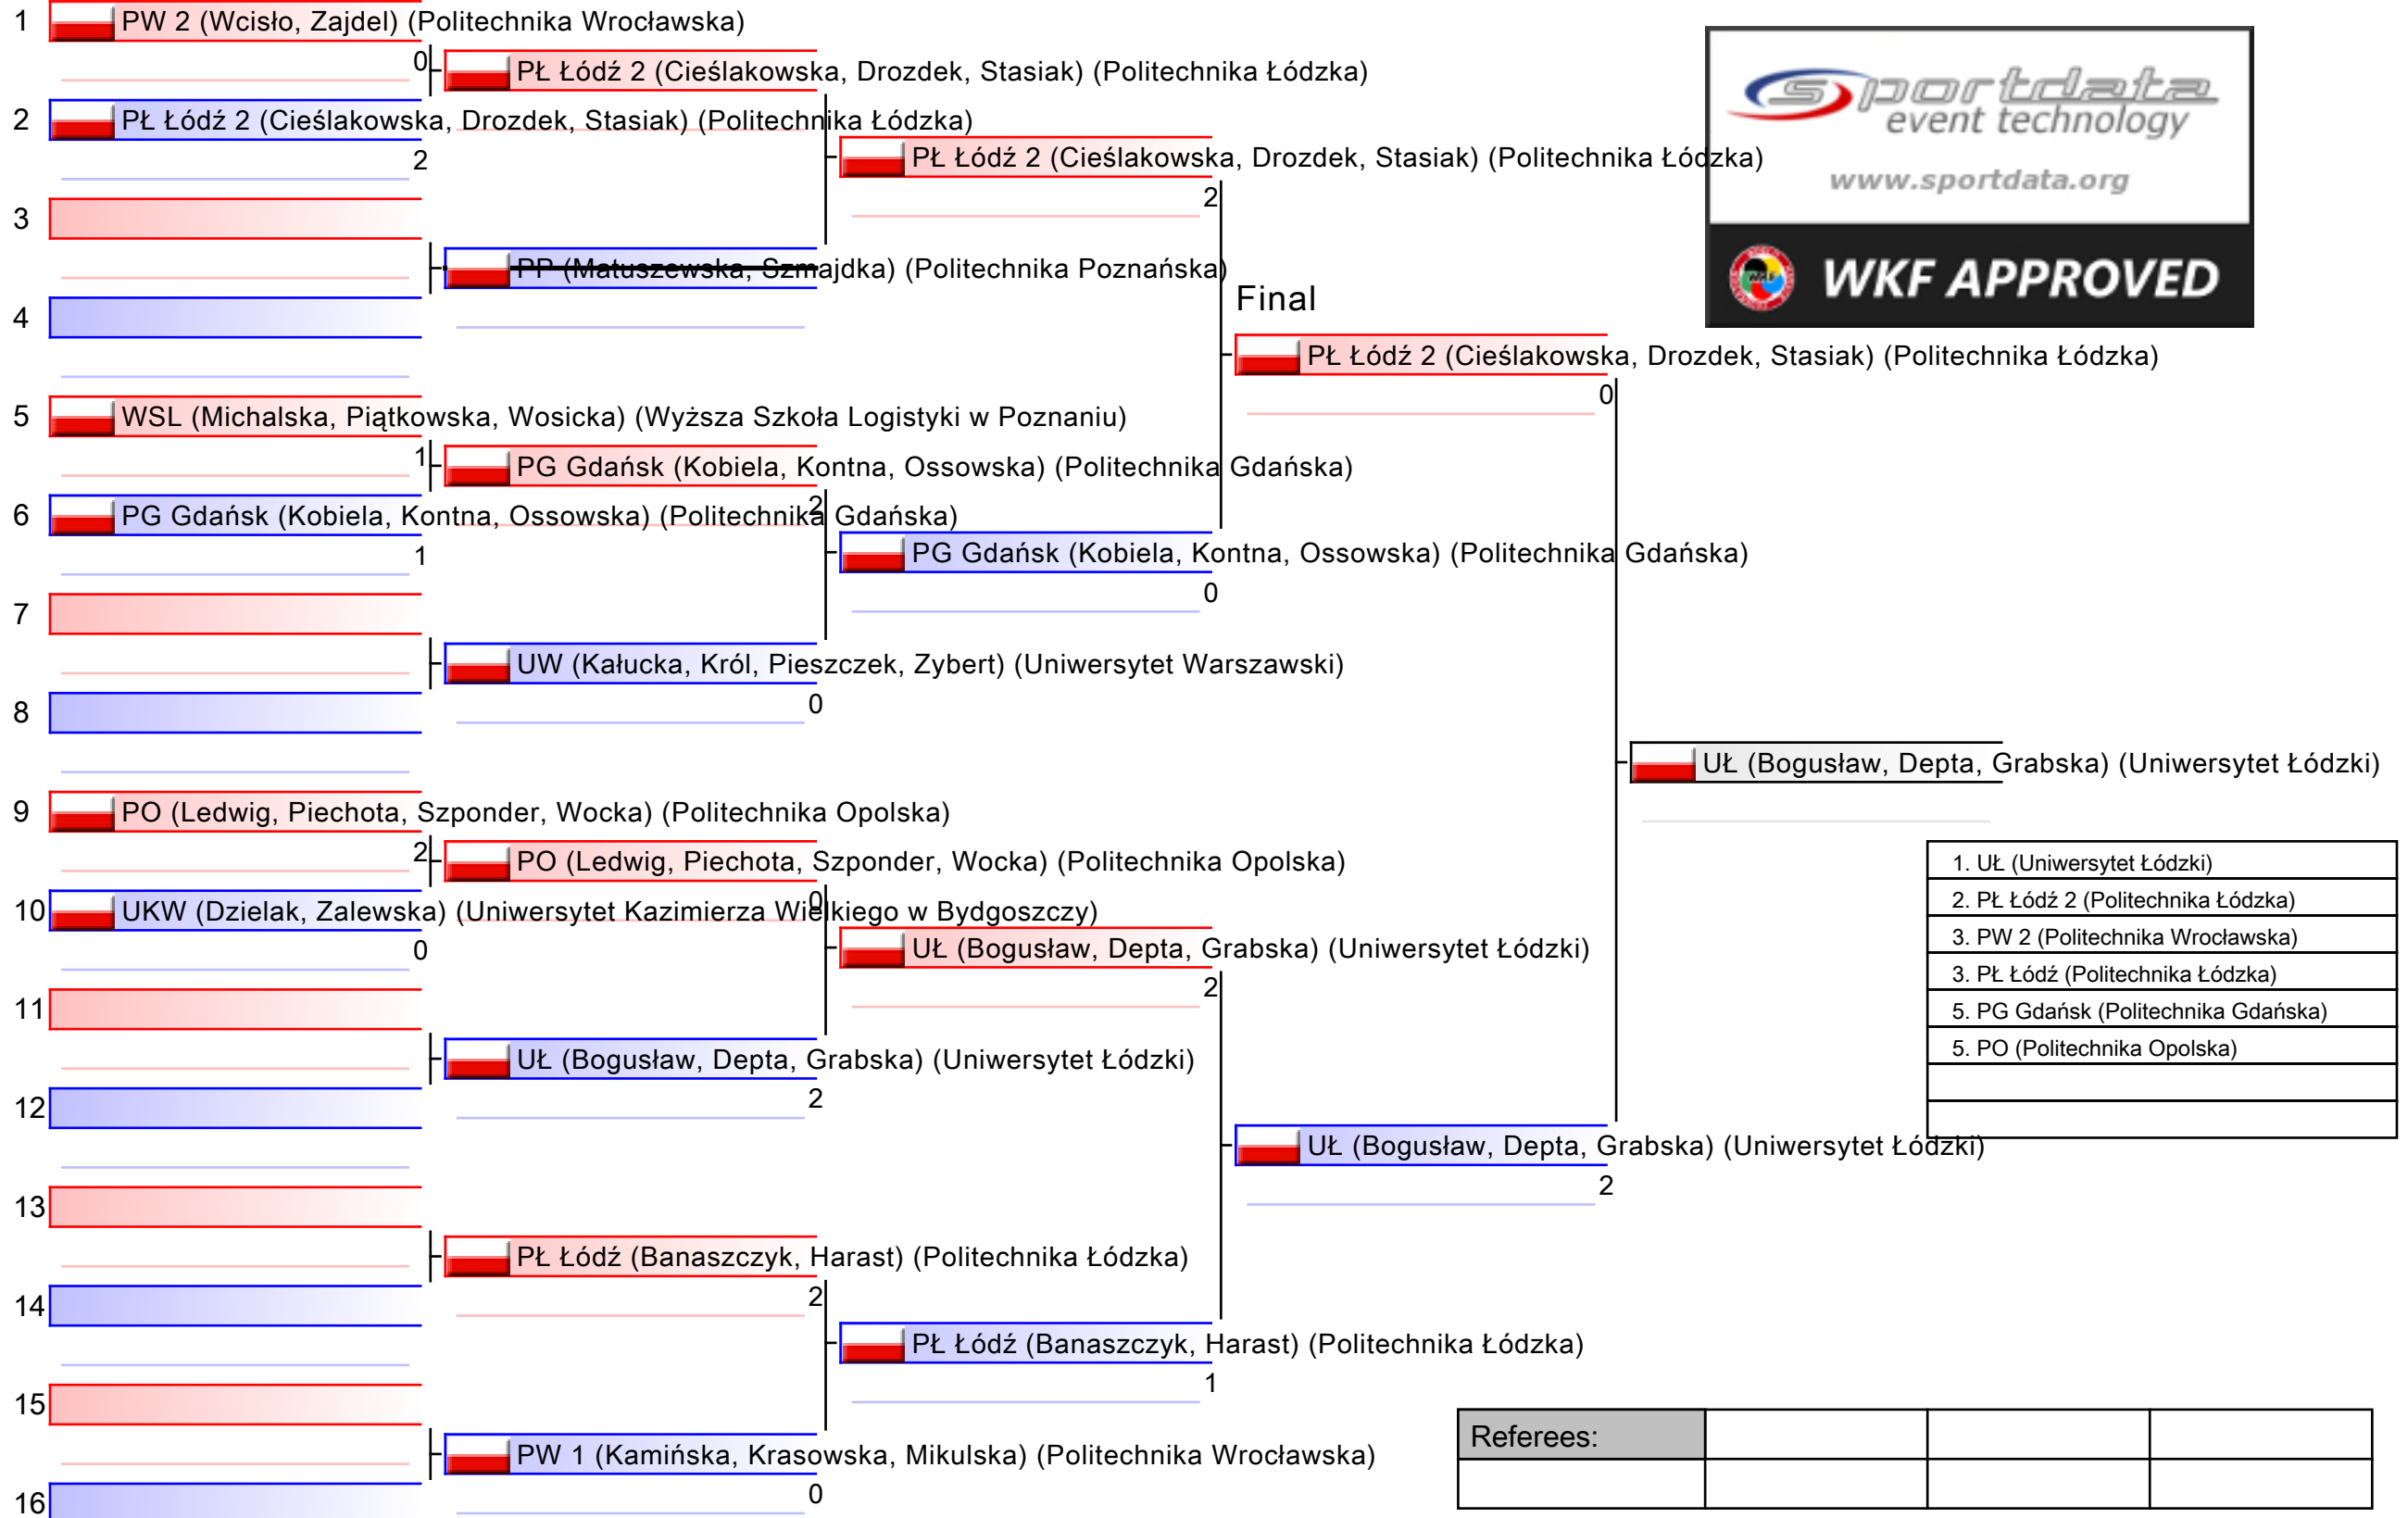 1 PW 2 (Wcisło, Zajdel) (Politechnika Wrocławska)
0
PŁ Łódź 2 (Cieślakowska, Drozdek, Stasiak) (Politechnika Łódzka)
2 PŁ Łódź 2 (Cieślakowska, Drozdek, Stasiak) (Politechnika Łódzka)
2
PŁ Łódź 2 (Cieślakowska, Drozdek, Stasiak) (Politechnika Łódzka)
2
3
PP (Matuszewska, Szmajdka) (Politechnika Poznańska)
4
Final
PŁ Łódź 2 (Cieślakowska, Drozdek, Stasiak) (Politechnika Łódzka)
0
5 WSL (Michalska, Piątkowska, Wosicka) (Wyższa Szkoła Logistyki w Poznaniu)
1
PG Gdańsk (Kobiela, Kontna, Ossowska) (Politechnika Gdańska)
2
6 PG Gdańsk (Kobiela, Kontna, Ossowska) (Politechnika Gdańska)
1
PG Gdańsk (Kobiela, Kontna, Ossowska) (Politechnika Gdańska)
0
7
UW (Kałucka, Król, Pieszczek, Zybert) (Uniwersytet Warszawski)
0
8
UŁ (Bogusław, Depta, Grabska) (Uniwersytet Łódzki)
9 PO (Ledwig, Piechota, Szponder, Wocka) (Politechnika Opolska)
2
PO (Ledwig, Piechota, Szponder, Wocka) (Politechnika Opolska)
0
10 UKW (Dzielak, Zalewska) (Uniwersytet Kazimierza Wielkiego w Bydgoszczy)
0
UŁ (Bogusław, Depta, Grabska) (Uniwersytet Łódzki)
2
11
UŁ (Bogusław, Depta, Grabska) (Uniwersytet Łódzki)
2
12
UŁ (Bogusław, Depta, Grabska) (Uniwersytet Łódzki)
2
13
PŁ Łódź (Banaszczyk, Harast) (Politechnika Łódzka)
2
14
PŁ Łódź (Banaszczyk, Harast) (Politechnika Łódzka)
1
15
PW 1 (Kamińska, Krasowska, Mikulska) (Politechnika Wrocławska)
0
16
sportdata
event technology
www.sportdata.org
WKF
WKF APPROVED
1. UŁ (Uniwersytet Łódzki)
2. PŁ Łódź 2 (Politechnika Łódzka)
3. PW 2 (Politechnika Wrocławska)
3. PŁ Łódź (Politechnika Łódzka)
5. PG Gdańsk (Politechnika Gdańska)
5. PO (Politechnika Opolska)
Referees: